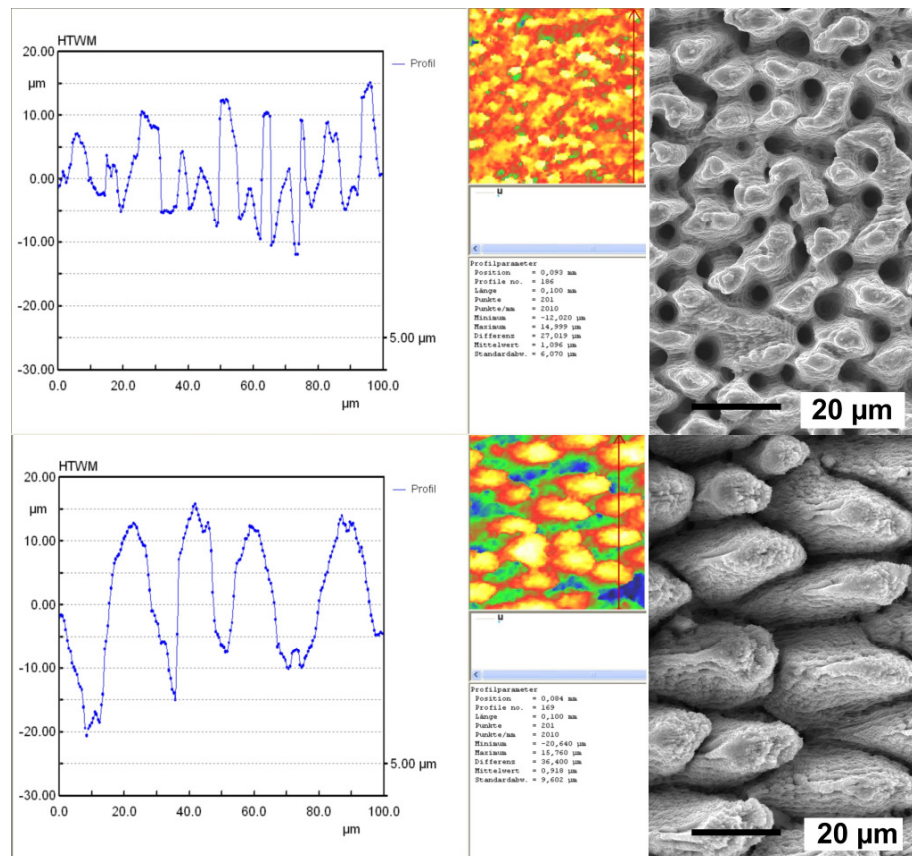 HTWM
20.00
µm
10.00
0.00
-10.00
-20.00
-30.00
0.0 20.0 40.0 60.0 80.0 100.0
µm
Profil
5.00 µm
µ
Profilparameter
Position = 0,093 mm
Profile no. = 186
Länge = 0,100 mm
Punkte = 201
Punkte/mm = 2010
Minimum = -12,020 µm
Maximum = 14,999 µm
Differenz = 27,019 µm
Mittelwert = 1,096 µm
Standardabw. = 6,070 µm
20 µm
HTWM
20.00
µm
10.00
0.00
-10.00
-20.00
-30.00
0.0 20.0 40.0 60.0 80.0 100.0
µm
Profil
5.00 µm
µ
Profilparameter
Position = 0,084 mm
Profile no. = 169
Länge = 0,100 mm
Punkte = 201
Punkte/mm = 2010
Minimum = -20,640 µm
Maximum = 15,760 µm
Differenz = 36,400 µm
Mittelwert = 0,918 µm
Standardabw. = 9,602 µm
20 µm